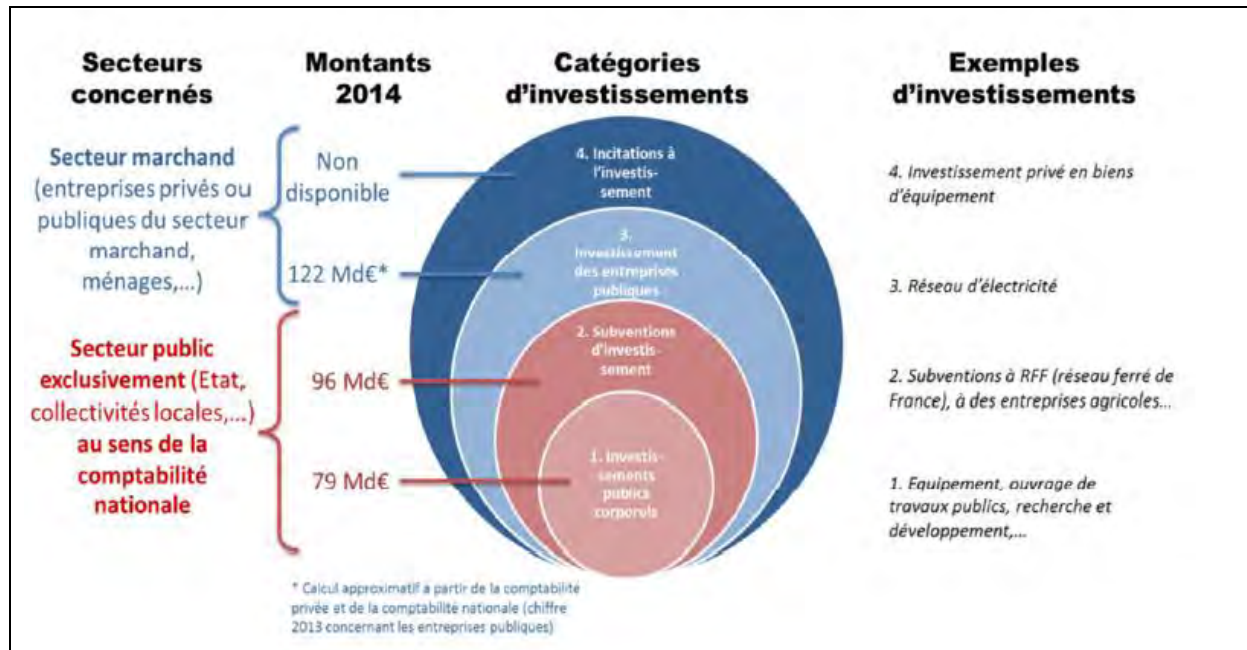 Secteurs
concernés
Montants
2014
Catégories
d'investissements
Exemples
d'investissements
Secteur marchand
(entreprises privés ou
publiques du secteur
marchand,
ménages,...)
Non
disponible
122 Md€*
Secteur public
exclusivement (Etat,
collectivités locales,...)
au sens de la
comptabilité
nationale
96 Md€
79 Md€
4. Incitations à
l'investis-
sement
3.
Investissement
des entreprises
publiques
2. Subventions
d'investis-
sement
1. Investis-
sements
publics
corporels
4. Investissement privé en biens
d'équipement
3. Réseau d'électricité
2. Subventions à RFF (réseau ferré de
France), à des entreprises agricoles...
1. Equipement, ouvrage de
travaux publics, recherche et
développement,...
* Calcul approximatif a partir de la comptabilité
privée et de la comptabilité nationale (chiffre
2013 concernant les entreprises publiques)